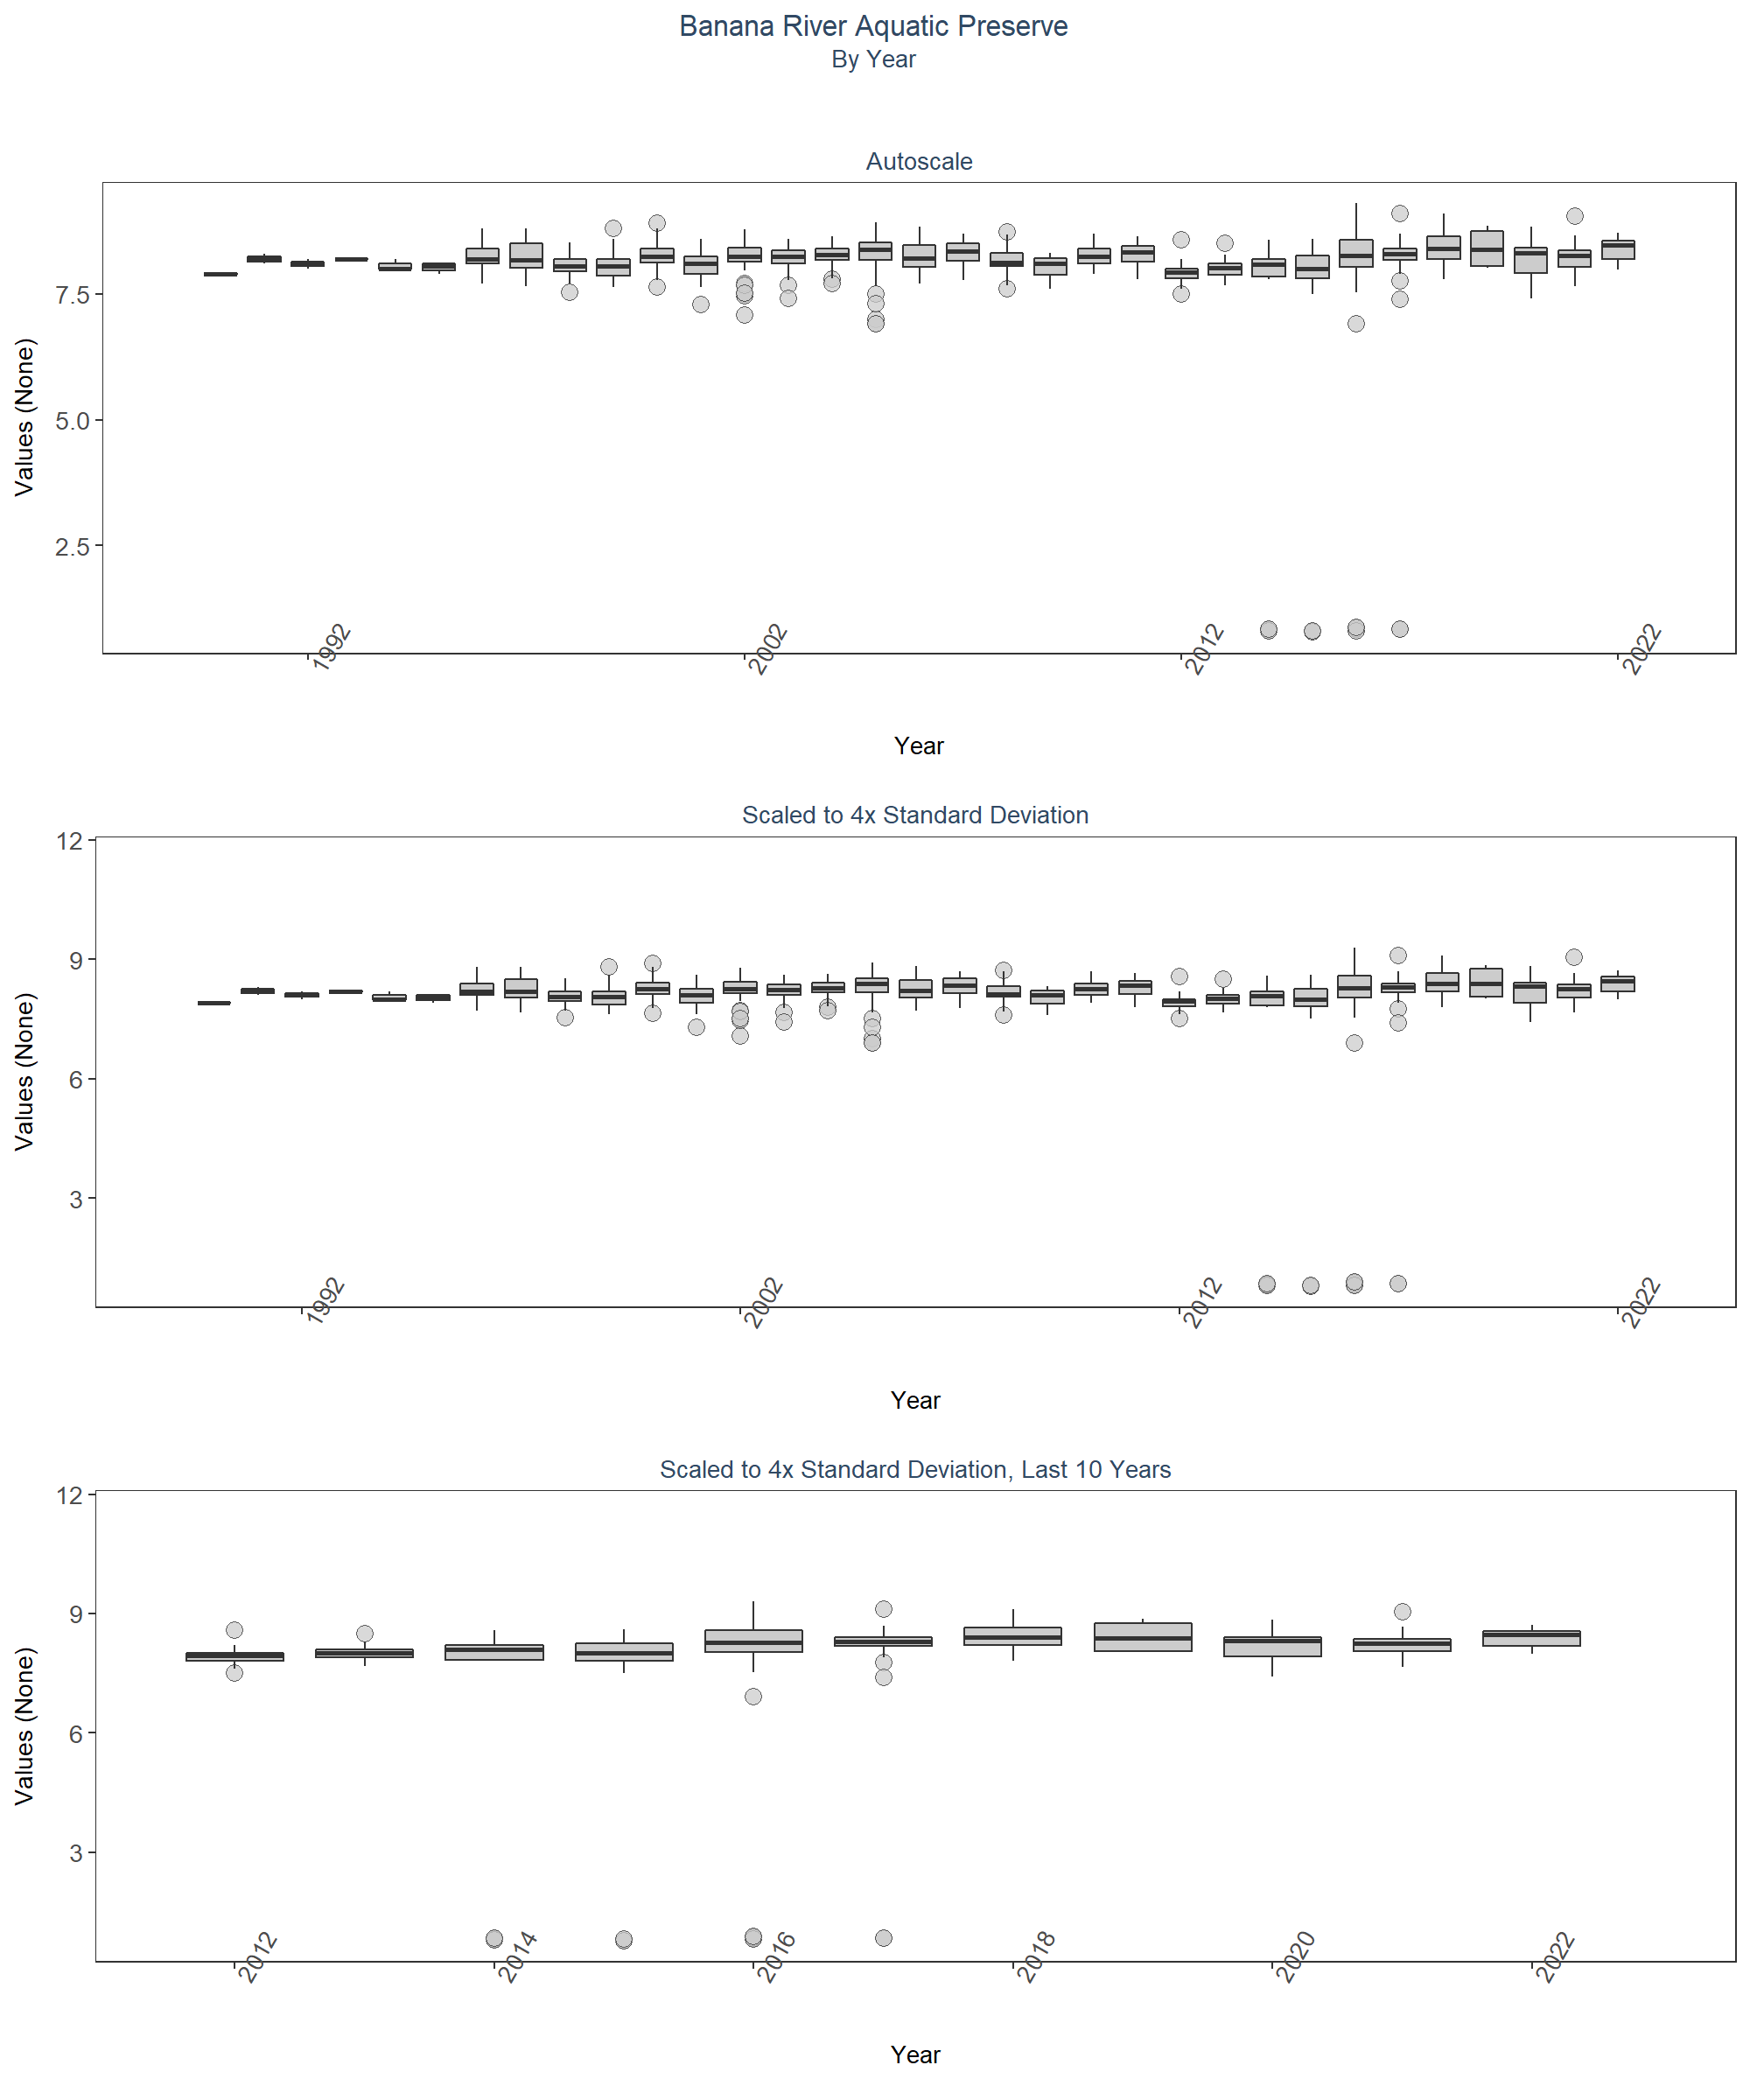 Banana River Aquatic Preserve
By Year
Autoscale
Values (None)
7.5
5.0
2.5
1992 2002 2012 2022
Year
Scaled to 4x Standard Deviation
Values (None)
12
9
6
3
1992 2002 2012 2022
Year
Scaled to 4x Standard Deviation, Last 10 Years
Values (None)
12
9
6
3
2012 2014 2016 2018 2020 2022
Year